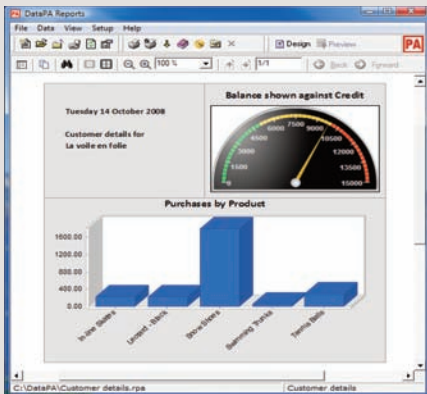 PA DataPA Reports
File Data View Setup Help
Design Preview PA
100 % 1/1 Back Forward
Tuesday 14 October 2008
Customer details for
La voile en folie
Balance shown against Credit
0 1500 3000 4500 6000 7500 9000 10500 12000 13500 15000
Purchases by Product
1600.00
1200.00
800.00
400.00
0.00
In-line Skates
Unicard - Black
Snow Shoes
Swimming Trunks
Tennis Balls
C:\DataPA\Customer details.rpa Customer details